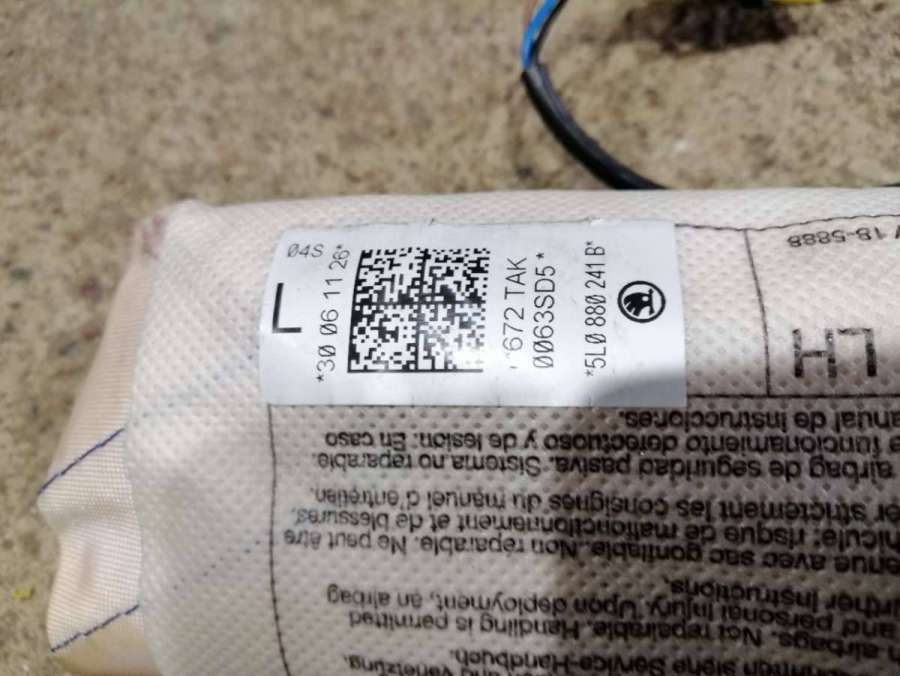 04S
L
*30 06 11 26*
*672 TAK
0063SD5*
*5L0 880 241 B*
18-5888
LH
siehe Service-Handbuch.
airbags. Not repairable. Handling is permitted
and personal injury. Upon deployment, an airbag
further instructions.
avec sac gonflable. Non réparable. Ne peut être
risque de malfonctionnement et de blessures,
strictement les consignes du manuel d'entretien.
airbag de seguridad pasiva. Sistema no reparable.
funcionamiento defectuoso y de lesión. En caso
manual de instrucciones.